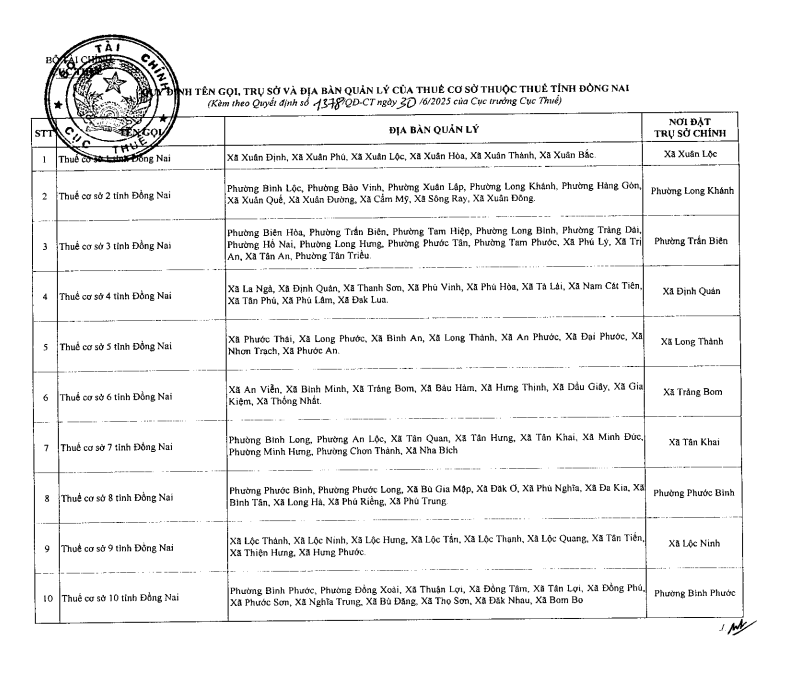 BỘ TÀI CHÍNH
CỤC THUẾ
BỘ TÀI CHÍNH
CỤC THUẾ
QUY ĐỊNH TÊN GỌI, TRỤ SỞ VÀ ĐỊA BÀN QUẢN LÝ CỦA THUẾ CƠ SỞ THUỘC THUẾ TỈNH ĐỒNG NAI
(Kèm theo Quyết định số 1378/QĐ-CT ngày 30/6/2025 của Cục trưởng Cục Thuế)
STT TÊN GỌI ĐỊA BÀN QUẢN LÝ NƠI ĐẶT
TRỤ SỞ CHÍNH
1 Thuế cơ sở 1 tỉnh Đồng Nai Xã Xuân Định, Xã Xuân Phú, Xã Xuân Lộc, Xã Xuân Hòa, Xã Xuân Thành, Xã Xuân Bắc. Xã Xuân Lộc
2 Thuế cơ sở 2 tỉnh Đồng Nai Phường Bình Lộc, Phường Bảo Vinh, Phường Xuân Lập, Phường Long Khánh, Phường Hàng Gòn,
Xã Xuân Quế, Xã Xuân Đường, Xã Cẩm Mỹ, Xã Sông Ray, Xã Xuân Đông. Phường Long Khánh
3 Thuế cơ sở 3 tỉnh Đồng Nai Phường Biên Hòa, Phường Trấn Biên, Phường Tam Hiệp, Phường Long Bình, Phường Trảng Dài,
Phường Hố Nai, Phường Long Hưng, Phường Phước Tân, Phường Tam Phước, Xã Phú Lý, Xã Trị
An, Xã Tân An, Phường Tân Triều. Phường Trấn Biên
4 Thuế cơ sở 4 tỉnh Đồng Nai Xã La Ngà, Xã Định Quán, Xã Thanh Sơn, Xã Phú Vinh, Xã Phú Hòa, Xã Tà Lài, Xã Nam Cát Tiên,
Xã Tân Phú, Xã Phú Lâm, Xã Đak Lua. Xã Định Quán
5 Thuế cơ sở 5 tỉnh Đồng Nai Xã Phước Thái, Xã Long Phước, Xã Bình An, Xã Long Thành, Xã An Phước, Xã Đại Phước, Xã
Nhơn Trạch, Xã Phước An. Xã Long Thành
6 Thuế cơ sở 6 tỉnh Đồng Nai Xã An Viễn, Xã Bình Minh, Xã Trảng Bom, Xã Bàu Hàm, Xã Hưng Thịnh, Xã Dầu Giây, Xã Gia
Kiệm, Xã Thống Nhất. Xã Trảng Bom
7 Thuế cơ sở 7 tỉnh Đồng Nai Phường Bình Long, Phường An Lộc, Xã Tân Quan, Xã Tân Hưng, Xã Tân Khai, Xã Minh Đức,
Phường Minh Hưng, Phường Chơn Thành, Xã Nha Bích Xã Tân Khai
8 Thuế cơ sở 8 tỉnh Đồng Nai Phường Phước Bình, Phường Phước Long, Xã Bù Gia Mập, Xã Đăk Ơ, Xã Phú Nghĩa, Xã Đa Kia, Xã
Bình Tân, Xã Long Hà, Xã Phú Riềng, Xã Phú Trung. Phường Phước Bình
9 Thuế cơ sở 9 tỉnh Đồng Nai Xã Lộc Thành, Xã Lộc Ninh, Xã Lộc Hưng, Xã Lộc Tấn, Xã Lộc Thạnh, Xã Lộc Quang, Xã Tân Tiến,
Xã Thiện Hưng, Xã Hưng Phước. Xã Lộc Ninh
10 Thuế cơ sở 10 tỉnh Đồng Nai Phường Bình Phước, Phường Đồng Xoài, Xã Thuận Lợi, Xã Đồng Tâm, Xã Tân Lợi, Xã Đồng Phú,
Xã Phước Sơn, Xã Nghĩa Trung, Xã Bù Đăng, Xã Thọ Sơn, Xã Đăk Nhau, Xã Bom Bo Phường Bình Phước